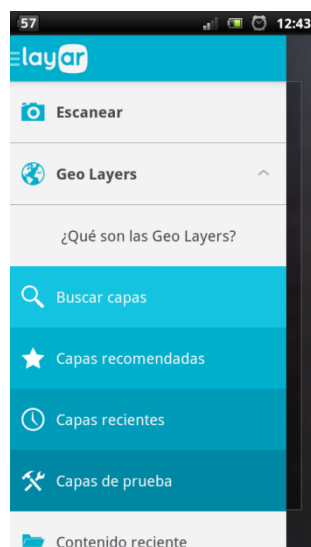 57
12:43
layar
Escanear
Geo Layers
¿Qué son las Geo Layers?
Buscar capas
Capas recomendadas
Capas recientes
Capas de prueba
Contenido reciente